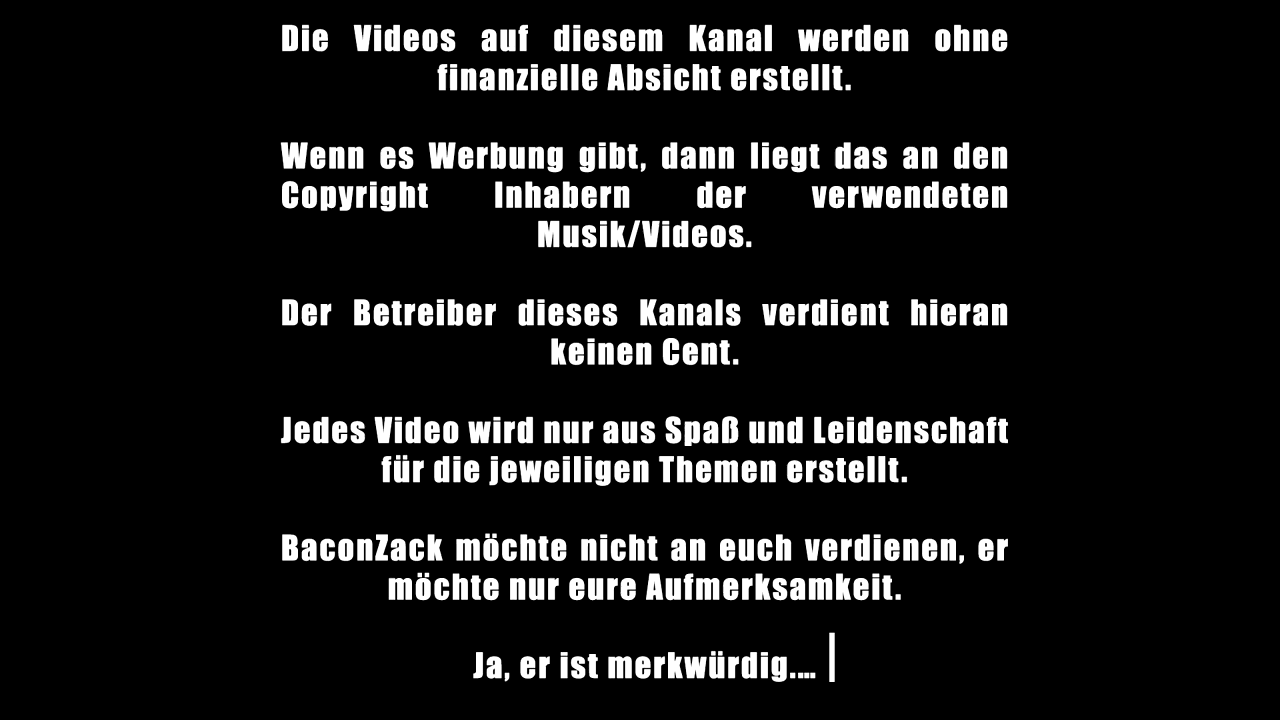 Die Videos auf diesem Kanal werden ohne
finanzielle Absicht erstellt.
Wenn es Werbung gibt, dann liegt das an den
Copyright Inhabern der verwendeten
Musik/Videos.
Der Betreiber dieses Kanals verdient hieran
keinen Cent.
Jedes Video wird nur aus Spaß und Leidenschaft
für die jeweiligen Themen erstellt.
BaconZack möchte nicht an euch verdienen, er
möchte nur eure Aufmerksamkeit.
Ja, er ist merkwürdig....